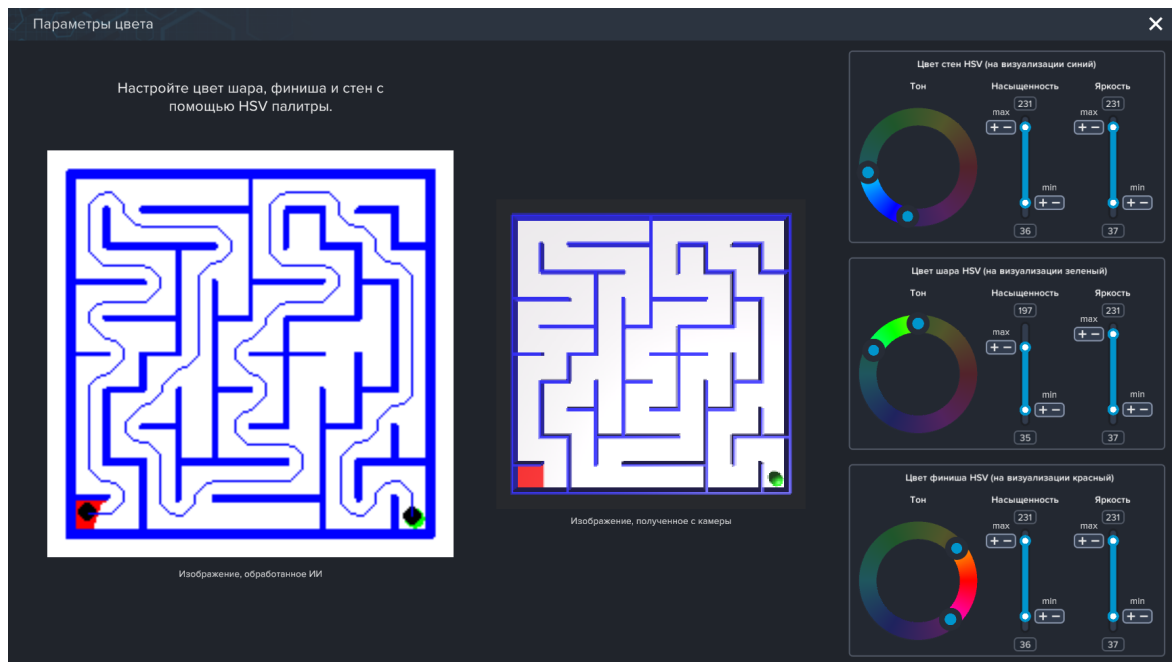 Параметры цвета
Настройте цвет шара, финиша и стен с
помощью HSV палитры.
Изображение, обработанное ИИ
Изображение, полученное с камеры
Цвет стен HSV (на визуализации синий)
Тон Насыщенность Яркость
231 231
max max
+ − + −
min min
+ − + −
36 37
Цвет шара HSV (на визуализации зеленый)
Тон Насыщенность Яркость
197 231
max max
+ − + −
min min
+ − + −
35 37
Цвет финиша HSV (на визуализации красный)
Тон Насыщенность Яркость
231 231
max max
+ − + −
min min
+ − + −
36 37